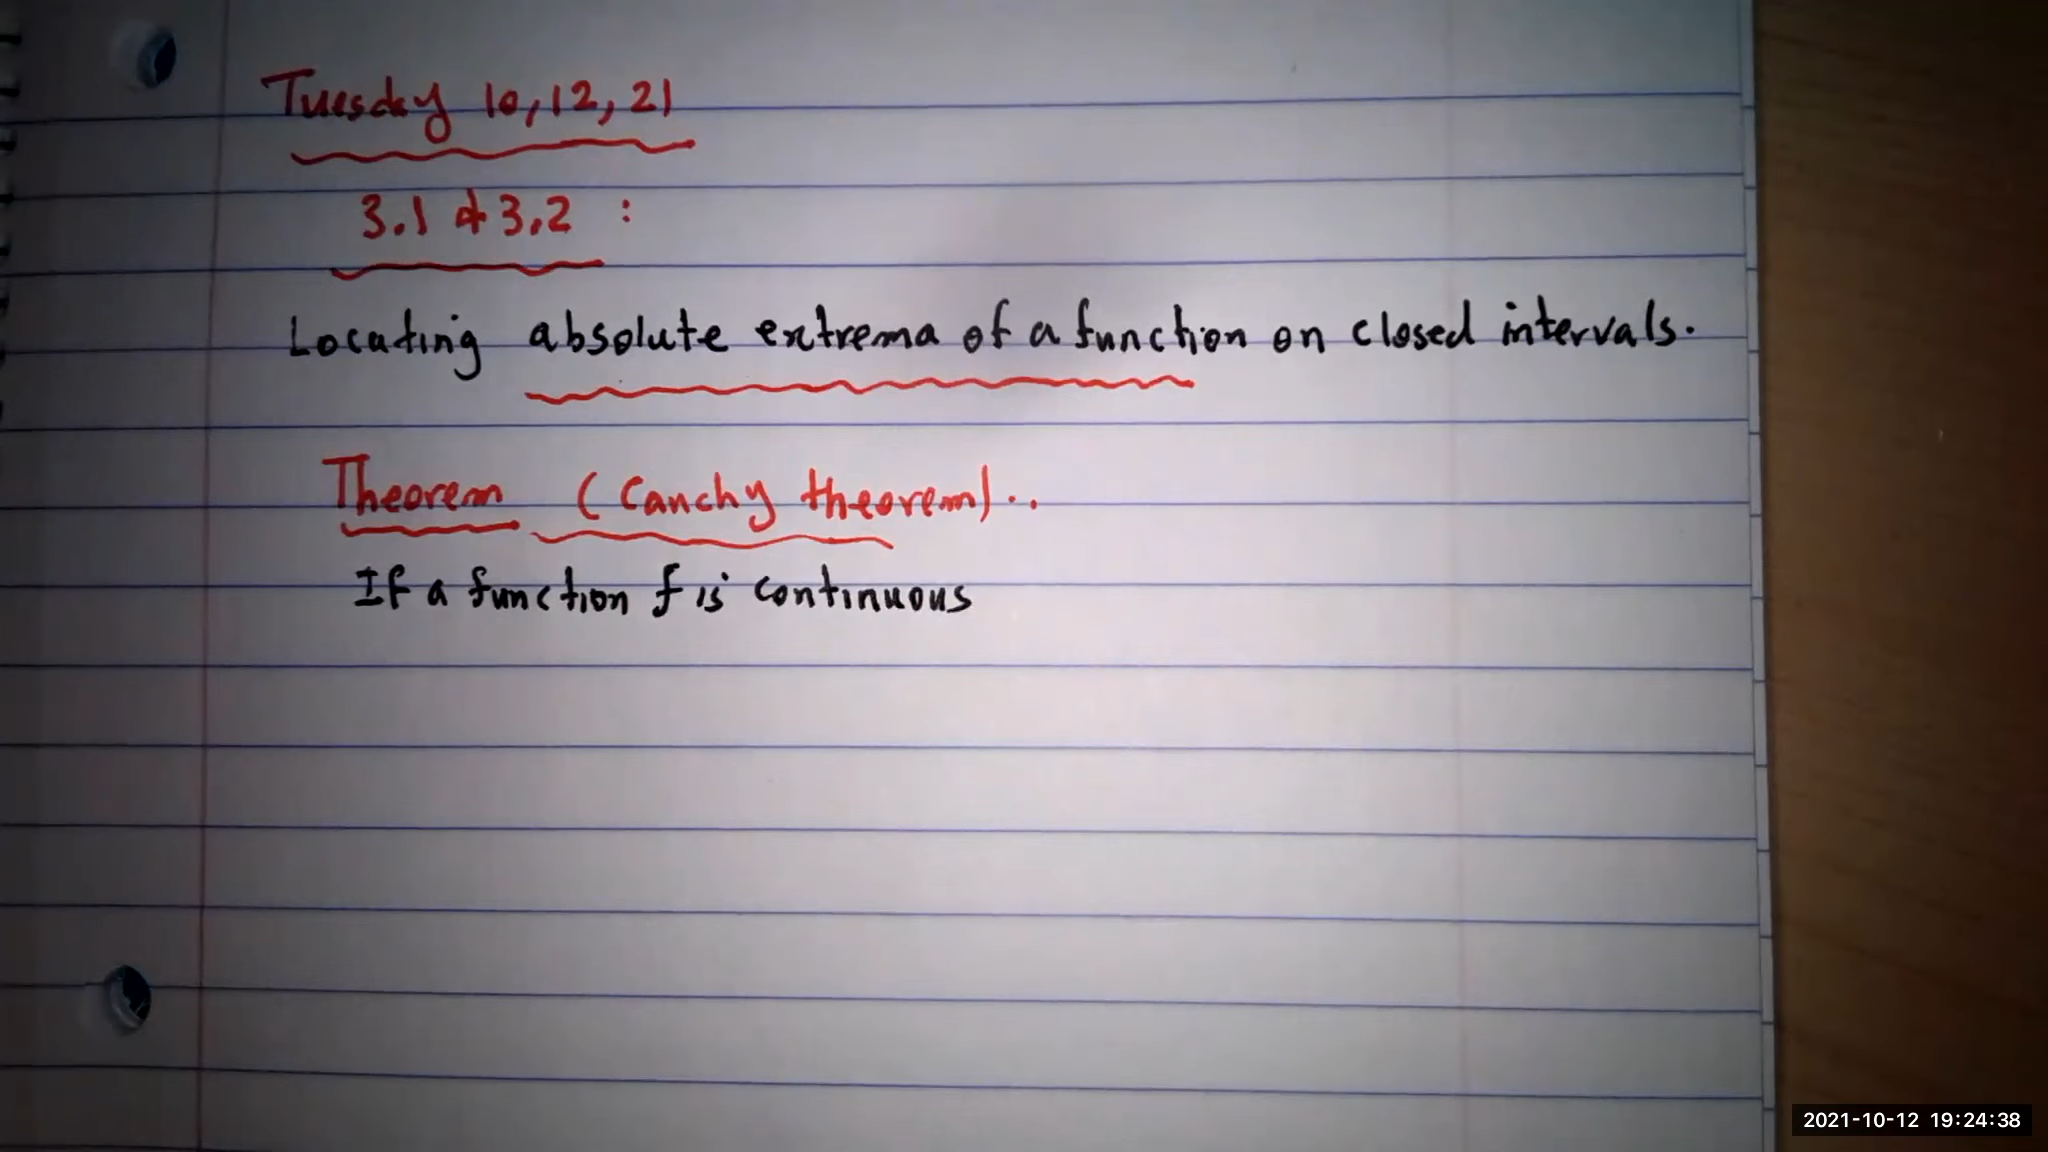 Tuesday 10,12,21
3.1 & 3.2 :
Locating absolute extrema of a function on closed intervals.
Theorem (Cauchy theorem)..
If a function f is continuous
2021-10-12 19:24:38